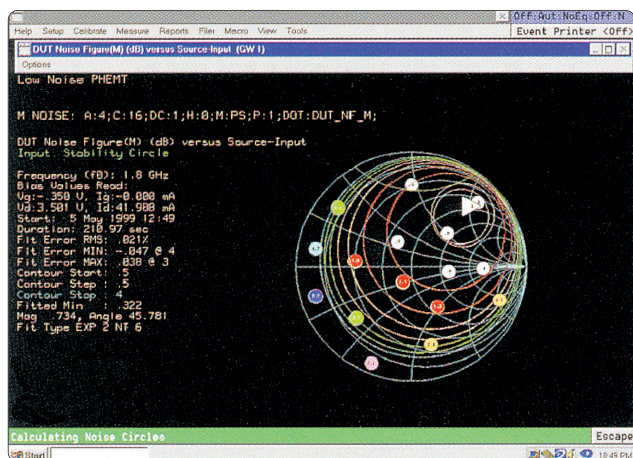 Off:Aut:NoEq:Off:N
Help Setup Calibrate Measure Reports Filer Macro View Tools
Event Printer <Off>
DUT Noise Figure(M) (dB) versus Source-Input (GW1)
Options
Low Noise PHEMT
M NOISE: A:4;C:16;DC:1;H:0;M:PS;P:1;DOT:DUT_NF_M;
DUT Noise Figure(M) (dB) versus Source-Input
Input Stability Circle
Frequency (fB): 1.8 GHz
Bias Values Read:
Vg:-.350 V, Ig:-0.000 mA
Vd:3.501 V, Id:41.980 mA
Start: 5 May 1999 12:49
Duration: 210.97 sec
Fit Error RMS: .021%
Fit Error MIN: -.047 @ 4
Fit Error MAX: .038 @ 3
Contour Start: .5
Contour Step : .5
Contour Stop : 4
Fitted Min : .322
Mag .734, Angle 45.781
Fit Type EXP 2 NT 6
Calculating Noise Circles
Escape
Start
10:49 PM